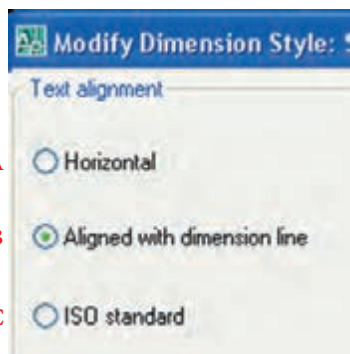 Modify Dimension Style:
Text alignment
Horizontal
B Aligned with dimension line
ISO standard